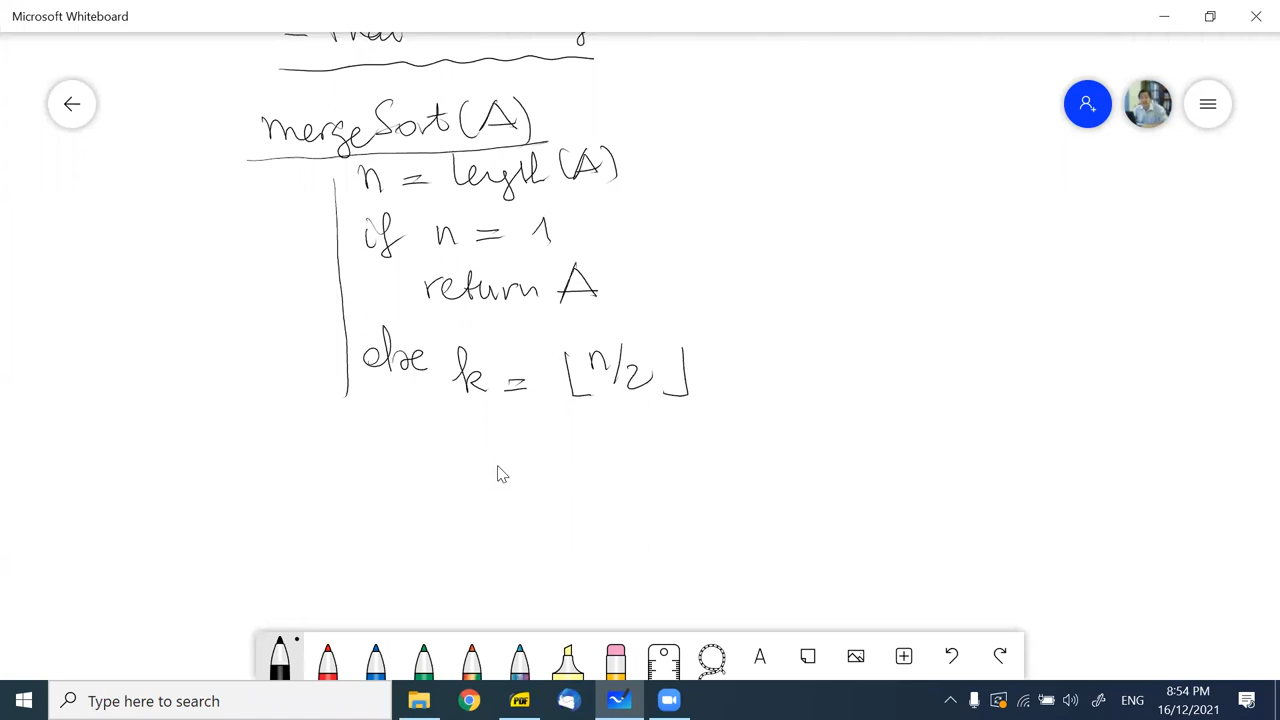 Microsoft Whiteboard
mergeSort(A)
n = length(A)
if n = 1
return A
else k = ⌊n/2⌋
A
Type here to search
PDF
ENG
8:54 PM
16/12/2021